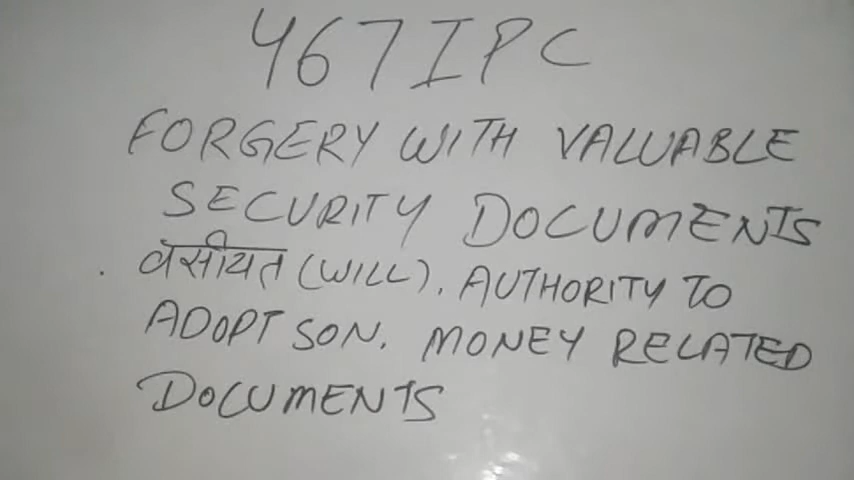 467 IPC
FORGERY WITH VALUABLE
SECURITY DOCUMENTS
. वसीयत (WILL), AUTHORITY TO
ADOPT SON, MONEY RELATED
DOCUMENTS